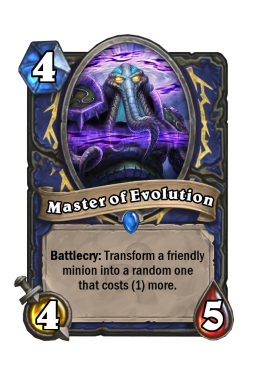 4
Master of Evolution
Battlecry: Transform a friendly
minion into a random one
that costs (1) more.
4
5